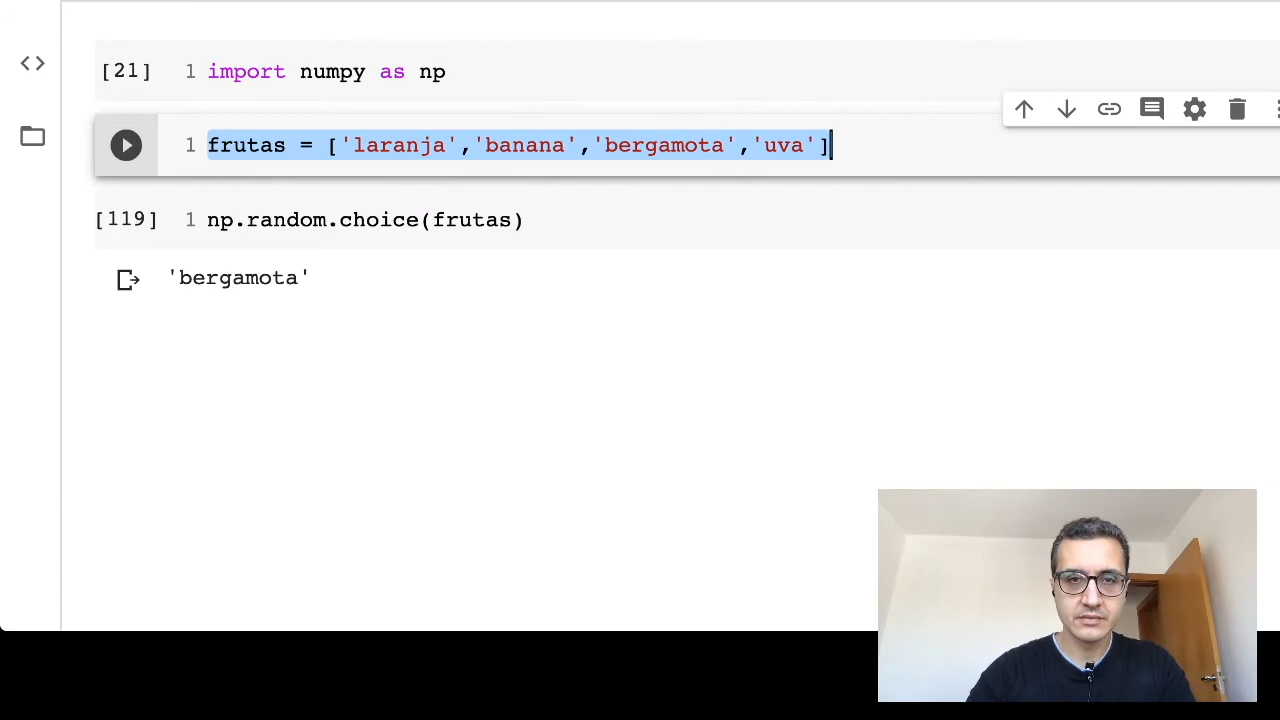 [21] 1 import numpy as np
1 frutas = ['laranja','banana','bergamota','uva']
[119] 1 np.random.choice(frutas)
'bergamota'